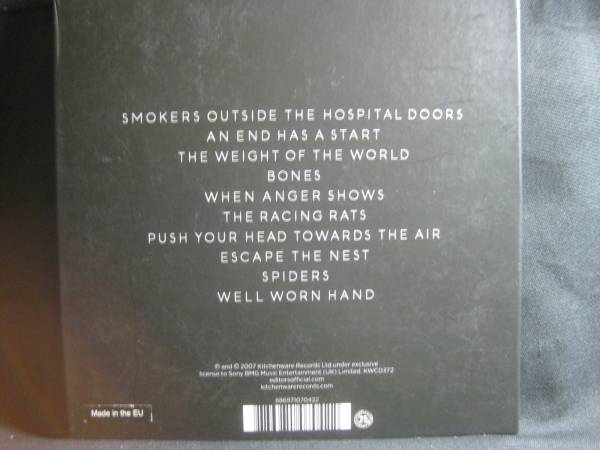 SMOKERS OUTSIDE THE HOSPITAL DOORS
AN END HAS A START
THE WEIGHT OF THE WORLD
BONES
WHEN ANGER SHOWS
THE RACING RATS
PUSH YOUR HEAD TOWARDS THE AIR
ESCAPE THE NEST
SPIDERS
WELL WORN HAND
℗ and © 2007 Kitchenware Records Ltd under exclusive
license to Sony BMG Music Entertainment (UK) Limited. KWCD372
editorsofficial.com
kitchenwarerecords.com
886971070422
Made in the EU